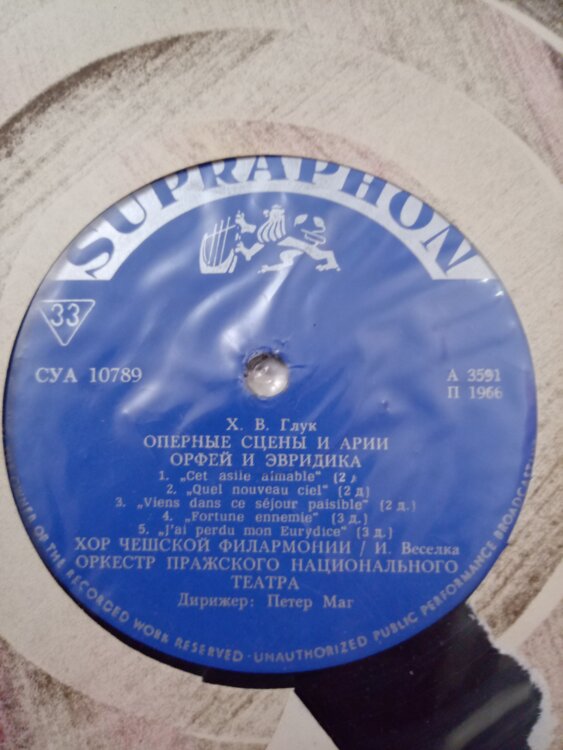 SUPRAPHON
33
СУА 10789
А 3591
П 1966
Х. В. Глук
ОПЕРНЫЕ СЦЕНЫ И АРИИ
ОРФЕЙ И ЭВРИДИКА
1. „Cet asile aimable" (2
2. „Quel nouveau ciel" (2 д)
3. „Viens dans ce séjour paisible" (2 д.)
4. „Fortune ennemie" (3 д.)
5. „J'ai perdu mon Eurydice" (3 д.)
ХОР ЧЕШСКОЙ ФИЛАРМОНИИ / И. Веселка
ОРКЕСТР ПРАЖСКОГО НАЦИОНАЛЬНОГО
ТЕАТРА
Дирижер: Петер Маг
OWNER OF THE RECORDED WORK RESERVED · UNAUTHORIZED PUBLIC PERFORMANCE BROADCAST